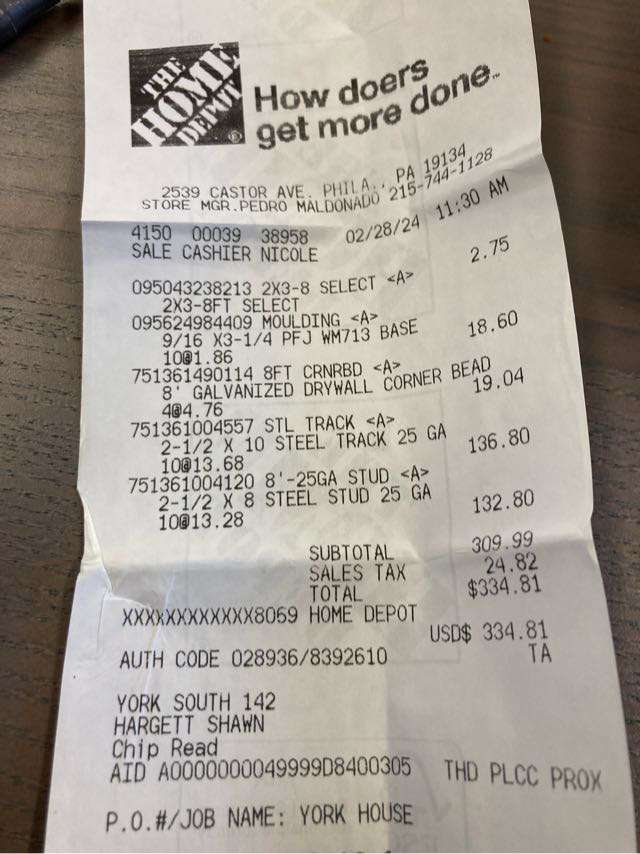 THE
HOME
DEPOT
®
How doers
get more done.™
2539 CASTOR AVE. PHILA., PA 19134
STORE MGR.PEDRO MALDONADO 215-744-1128
4150 00039 38958 02/28/24 11:30 AM
SALE CASHIER NICOLE
095043238213 2X3-8 SELECT <A> 2.75
2X3-8FT SELECT
095624984409 MOULDING <A>
9/16 X3-1/4 PFJ WM713 BASE
10@1.86 18.60
751361490114 8FT CRNRBD <A>
8' GALVANIZED DRYWALL CORNER BEAD
4@4.76 19.04
751361004557 STL TRACK <A>
2-1/2 X 10 STEEL TRACK 25 GA
10@13.68 136.80
751361004120 8'-25GA STUD <A>
2-1/2 X 8 STEEL STUD 25 GA
10@13.28 132.80
SUBTOTAL 309.99
SALES TAX 24.82
TOTAL $334.81
XXXXXXXXXXXX8069 HOME DEPOT
USD$ 334.81
AUTH CODE 028936/8392610 TA
YORK SOUTH 142
HARGETT SHAWN
Chip Read
AID A0000000049999D8400305 THD PLCC PROX
P.O.#/JOB NAME: YORK HOUSE